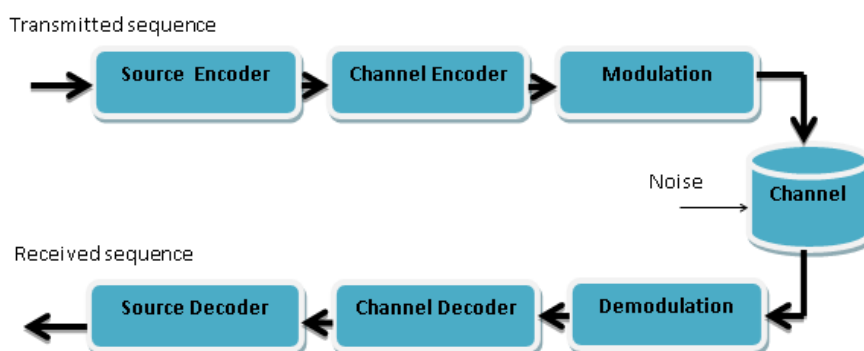 Transmitted sequence
Source Encoder
Channel Encoder
Modulation
Noise
Channel
Received sequence
Source Decoder
Channel Decoder
Demodulation